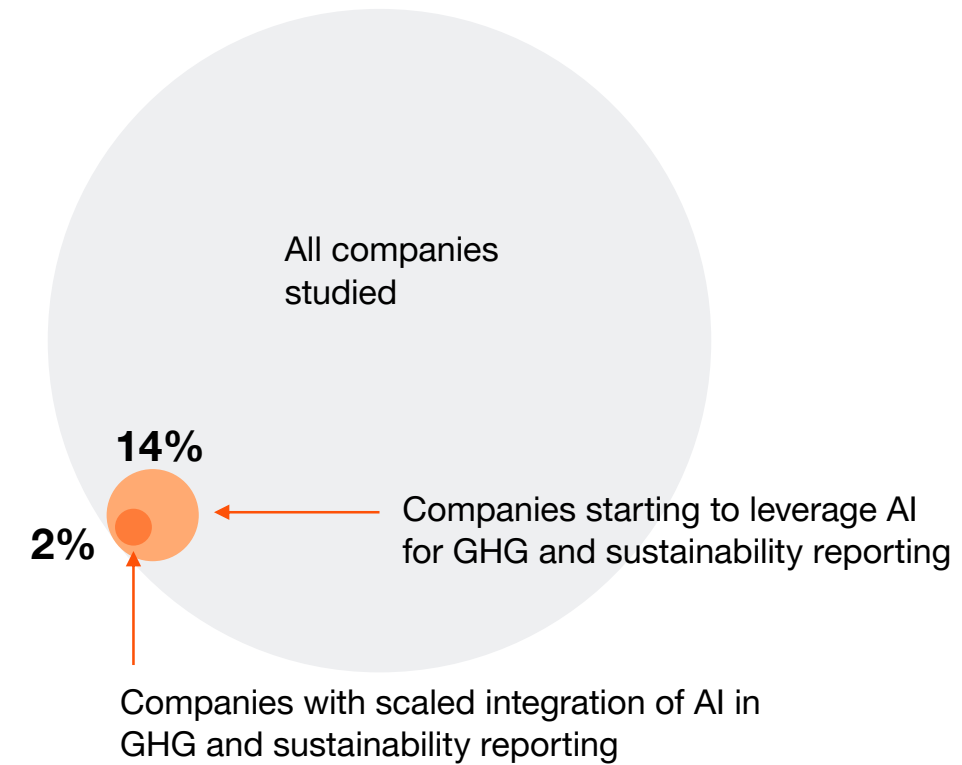 All companies
studied
14%
2%
Companies starting to leverage AI
for GHG and sustainability reporting
Companies with scaled integration of AI in
GHG and sustainability reporting